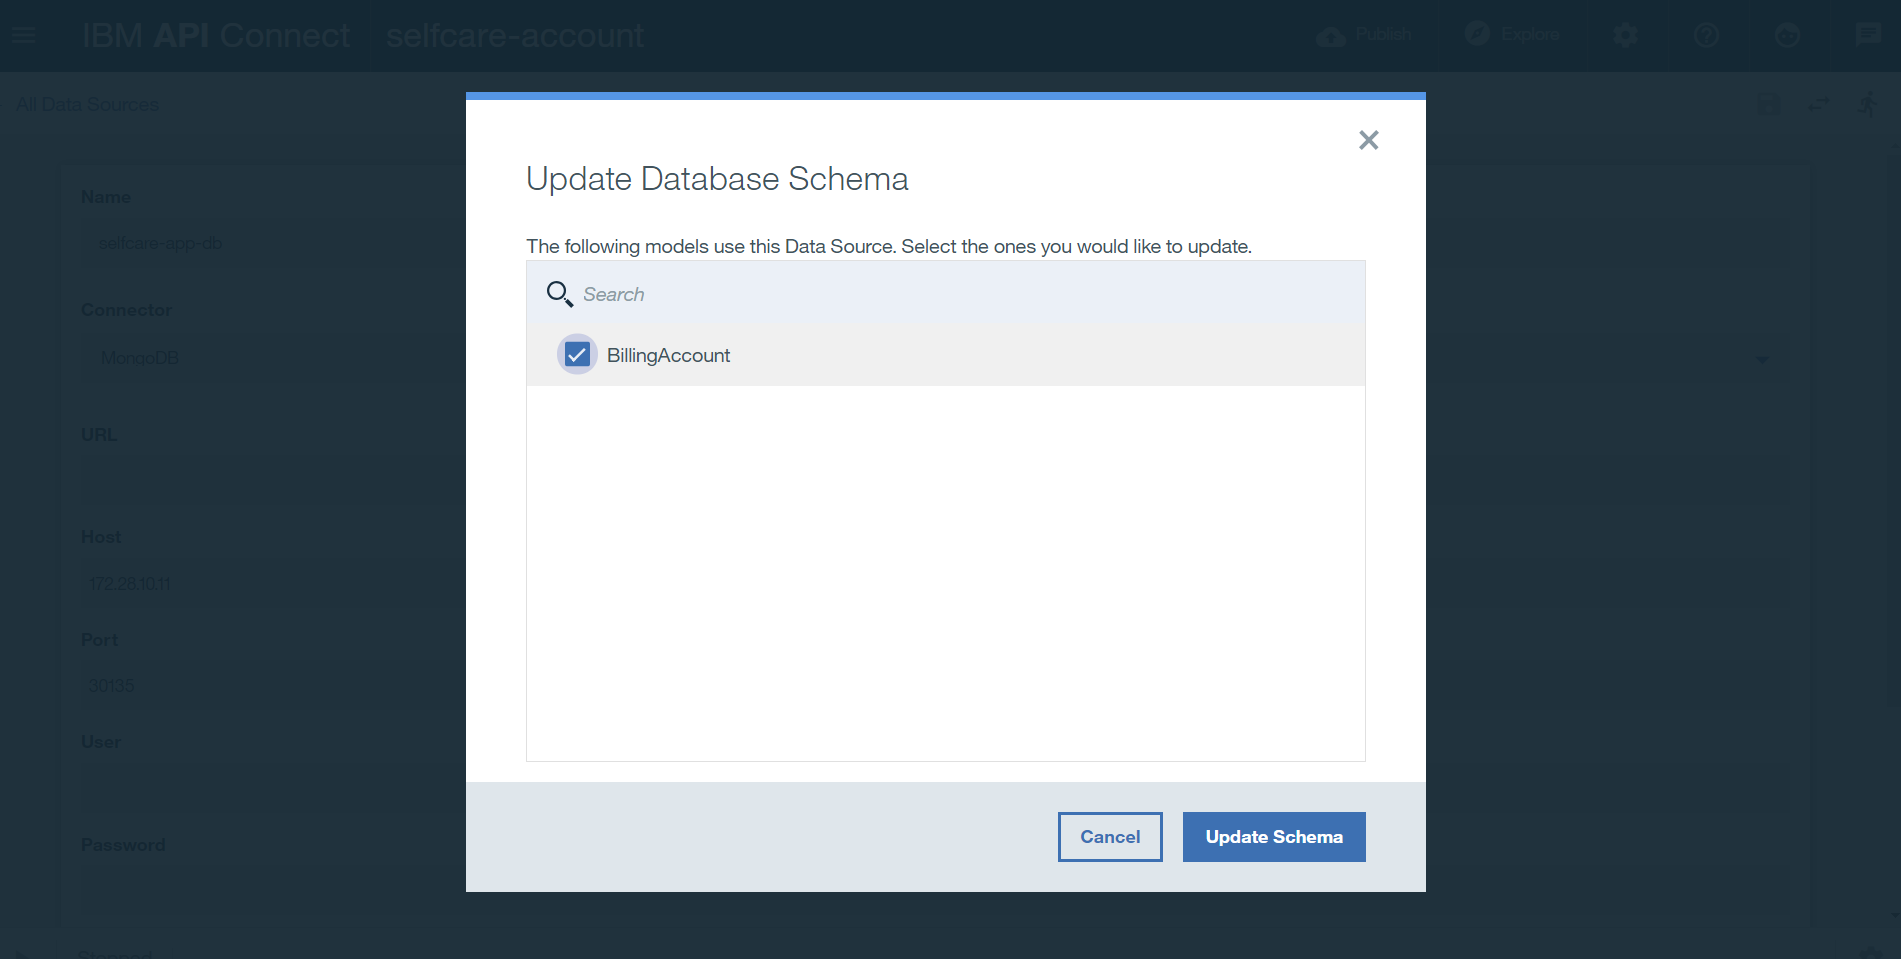 IBM API Connect selfcare-account Publish Explore
All Data Sources
Name
selfcare-app-db
Connector
MongoDB
URL
Host
172.28.10.11
Port
30135
User
Password
Stopped
Update Database Schema
The following models use this Data Source. Select the ones you would like to update.
Search
BillingAccount
Cancel Update Schema